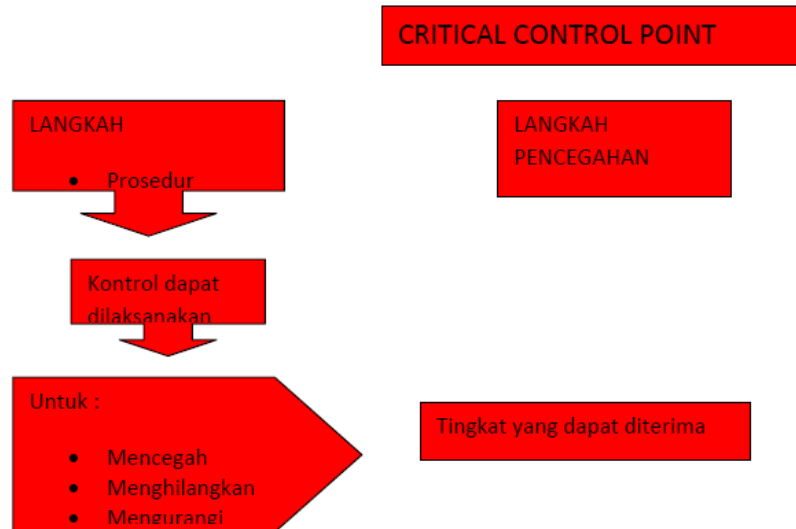 CRITICAL CONTROL POINT
LANGKAH
• Prosedur
LANGKAH
PENCEGAHAN
Kontrol dapat
dilaksanakan
Untuk :
• Mencegah
• Menghilangkan
• Mengurangi
Tingkat yang dapat diterima